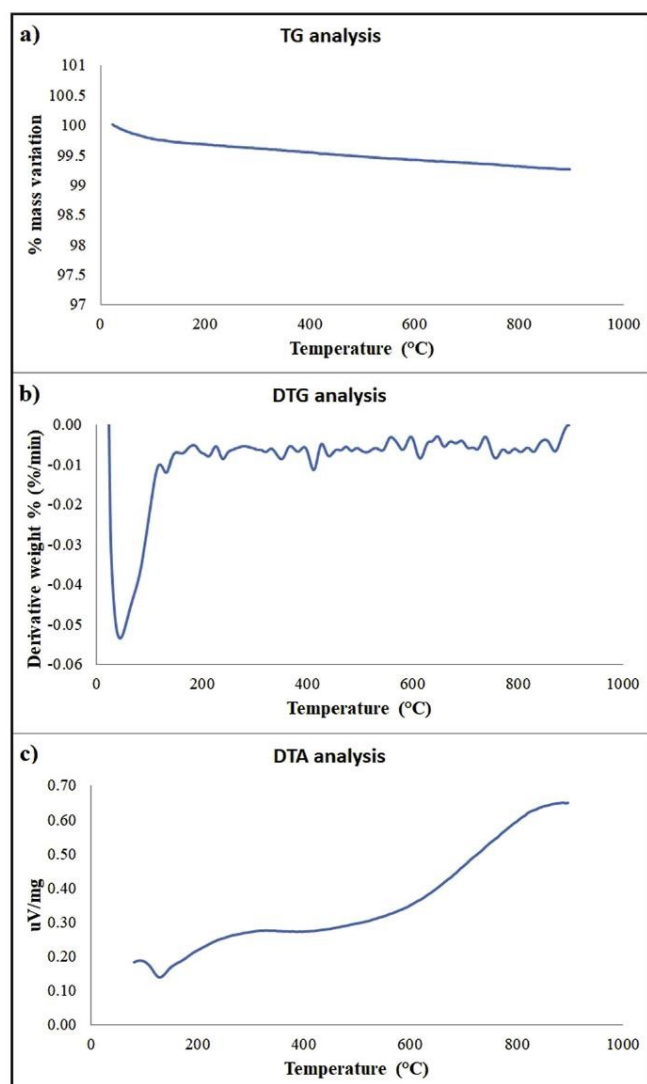 a)
TG analysis
101
100.5
100
99.5
99
98.5
98
97.5
97
% mass variation
0 200 400 600 800 1000
Temperature (°C)
b)
DTG analysis
0.00
-0.01
-0.02
-0.03
-0.04
-0.05
-0.06
Derivative weight % (%/min)
0 200 400 600 800 1000
Temperature (°C)
c)
DTA analysis
0.70
0.60
0.50
0.40
0.30
0.20
0.10
0.00
uV/mg
0 200 400 600 800 1000
Temperature (°C)